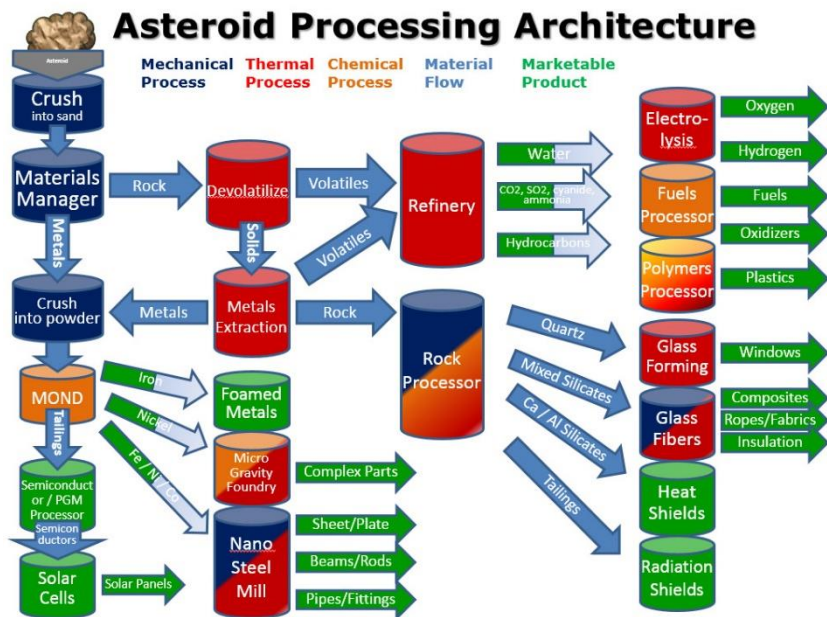 Asteroid Processing Architecture
Asteroid
Mechanical
Process
Thermal
Process
Chemical
Process
Material
Flow
Marketable
Product
Crush
into sand
Materials
Manager
Rock
Devolatilize
Volatiles
Refinery
Water
CO2, SO2, cyanide,
ammonia
Hydrocarbons
Electro-
lysis
Oxygen
Hydrogen
Fuels
Processor
Fuels
Oxidizers
Polymers
Processor
Plastics
Metals
Solids
Volatiles
Crush
into powder
Metals
Metals
Extraction
Rock
Rock
Processor
Quartz
Mixed Silicates
Ca / Al Silicates
Tailings
Glass
Forming
Windows
Glass
Fibers
Composites
Ropes/Fabrics
Insulation
Heat
Shields
Radiation
Shields
MOND
Iron
Nickel
Fe / Ni / Co
Foamed
Metals
Micro
Gravity
Foundry
Complex Parts
Nano
Steel
Mill
Sheet/Plate
Beams/Rods
Pipes/Fittings
Tailings
Semiconduct
or / PGM
Processor
Semicon
ductors
Solar
Cells
Solar Panels